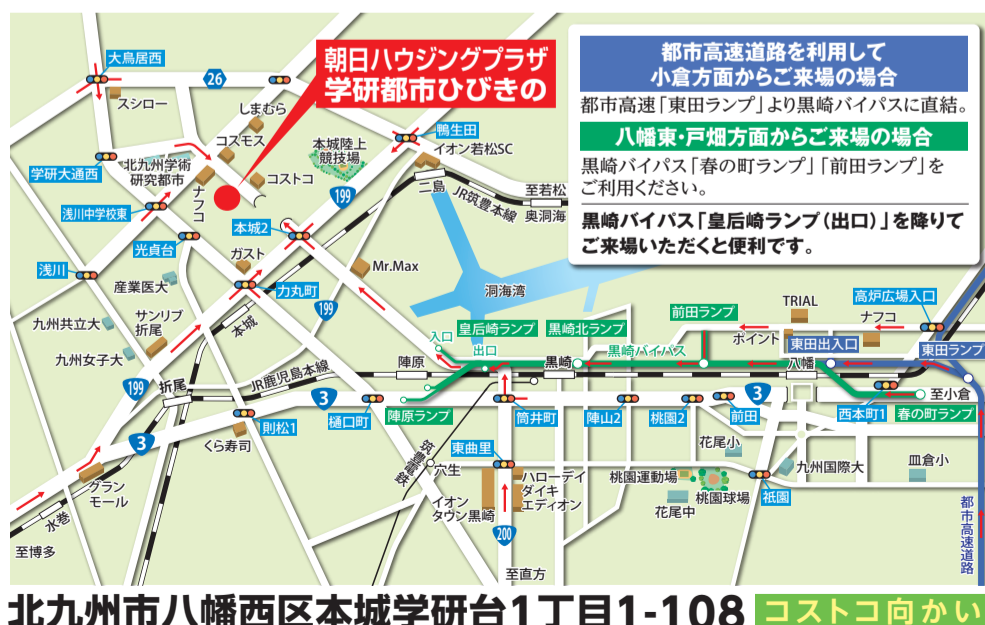 大鳥居西
26
スシロー
しまむら
コスモス
朝日ハウジングプラザ
学研都市ひびきの
都市高速道路を利用して
小倉方面からご来場の場合
都市高速「東田ランプ」より黒崎バイパスに直結。
八幡東・戸畑方面からご来場の場合
黒崎バイパス「春の町ランプ」「前田ランプ」を
ご利用ください。
黒崎バイパス「皇后崎ランプ(出口)」を降りて
ご来場いただくと便利です。
学研大通西
北九州学術
研究都市
ナフコ
コストコ
本城陸上
競技場
鴨生田
イオン若松SC
二島
JR筑豊本線
至若松
奥洞海
199
浅川中学校東
光貞台
本城2
ガスト
浅川
産業医大
力丸町
Mr.Max
洞海湾
九州共立大
サンリブ
折尾
本城
199
九州女子大
入口
皇后崎ランプ
黒崎北ランプ
出口
前田ランプ
TRIAL
高炉広場入口
ナフコ
ポイント
黒崎バイパス
東田出入口
東田ランプ
八幡
199
折尾
JR鹿児島本線
陣原
黒崎
至小倉
3
樋口町
陣原ランプ
筒井町
陣山2
桃園2
前田
3
西本町1
春の町ランプ
則松1
くら寿司
3
グラン
モール
水巻
至博多
筑豊電鉄
穴生
東曲里
イオン
タウン黒崎
ハローデイ
ダイキ
エディオン
200
至直方
花尾小
桃園運動場
花尾中
桃園球場
九州国際大
祇園
皿倉小
都市高速道路
北九州市八幡西区本城学研台1丁目1-108
コストコ向かい